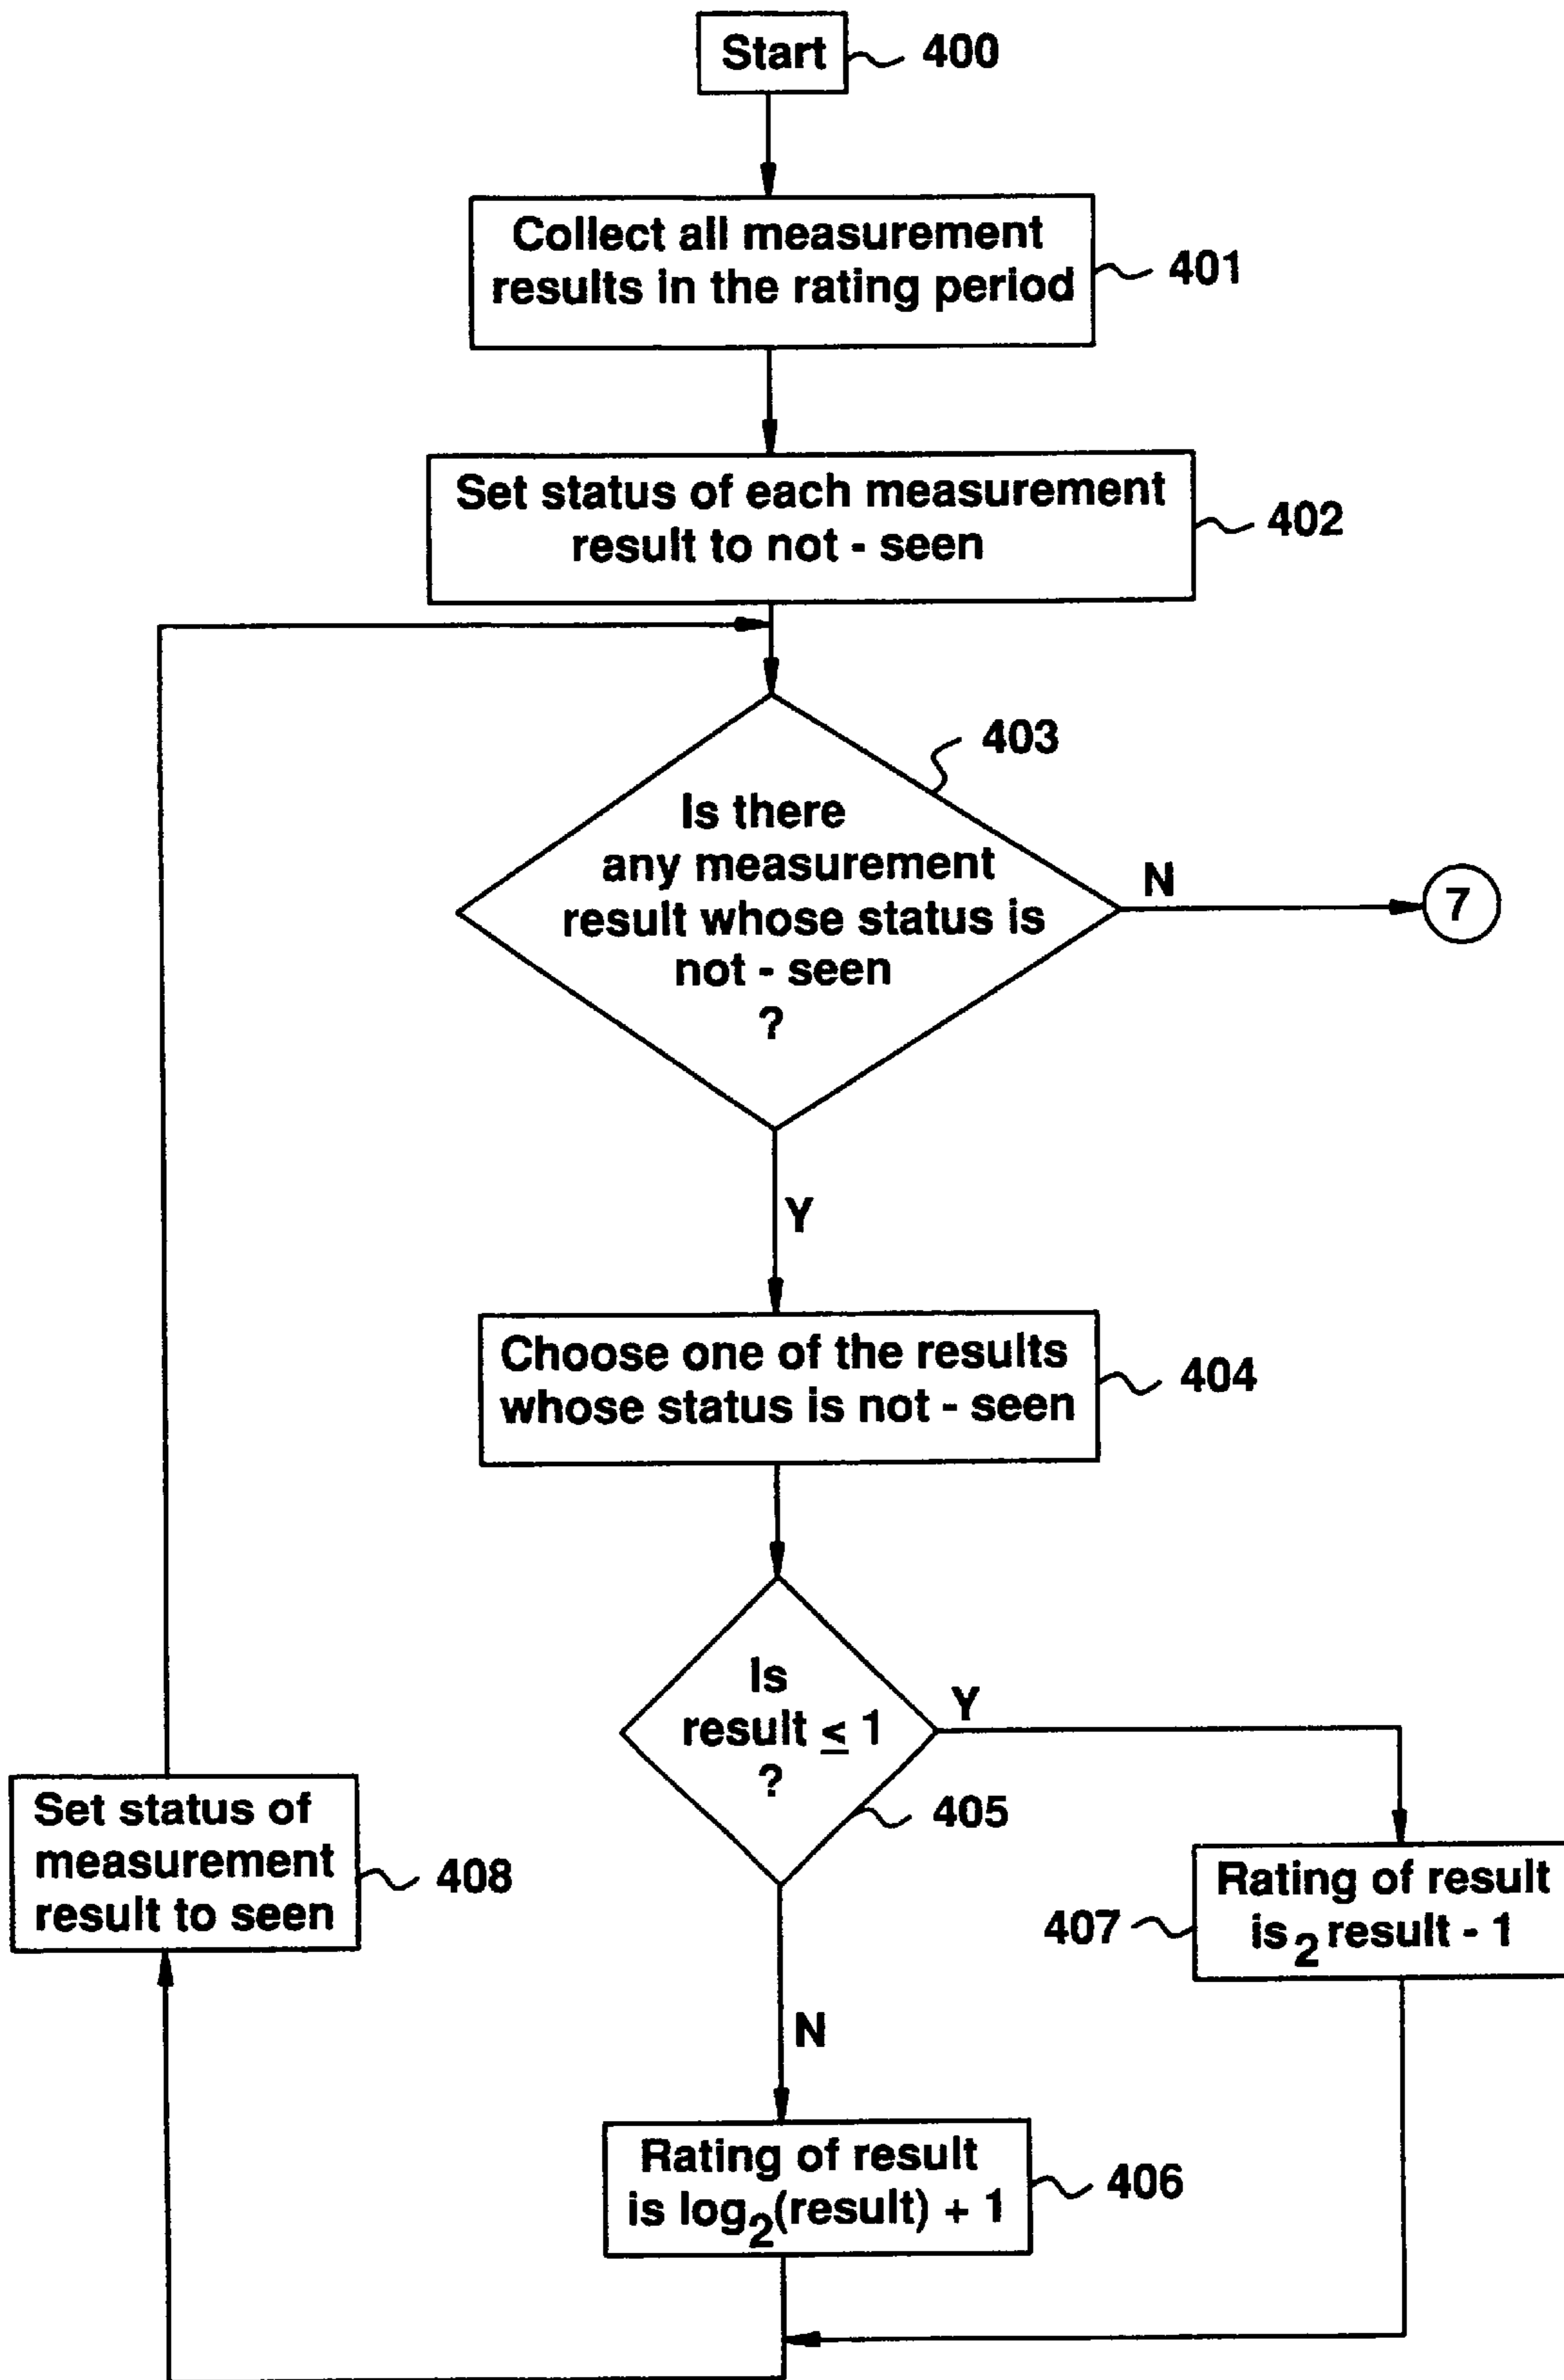 Start
400
Collect all measurement
results in the rating period
401
Set status of each measurement
result to not - seen
402
403
Is there
any measurement
result whose status is
not - seen
?
N
7
Y
Choose one of the results
whose status is not - seen
404
Is
result ≤ 1
?
Y
405
Set status of
measurement
result to seen
408
Rating of result
is 2 result - 1
407
N
Rating of result
is log2(result) + 1
406